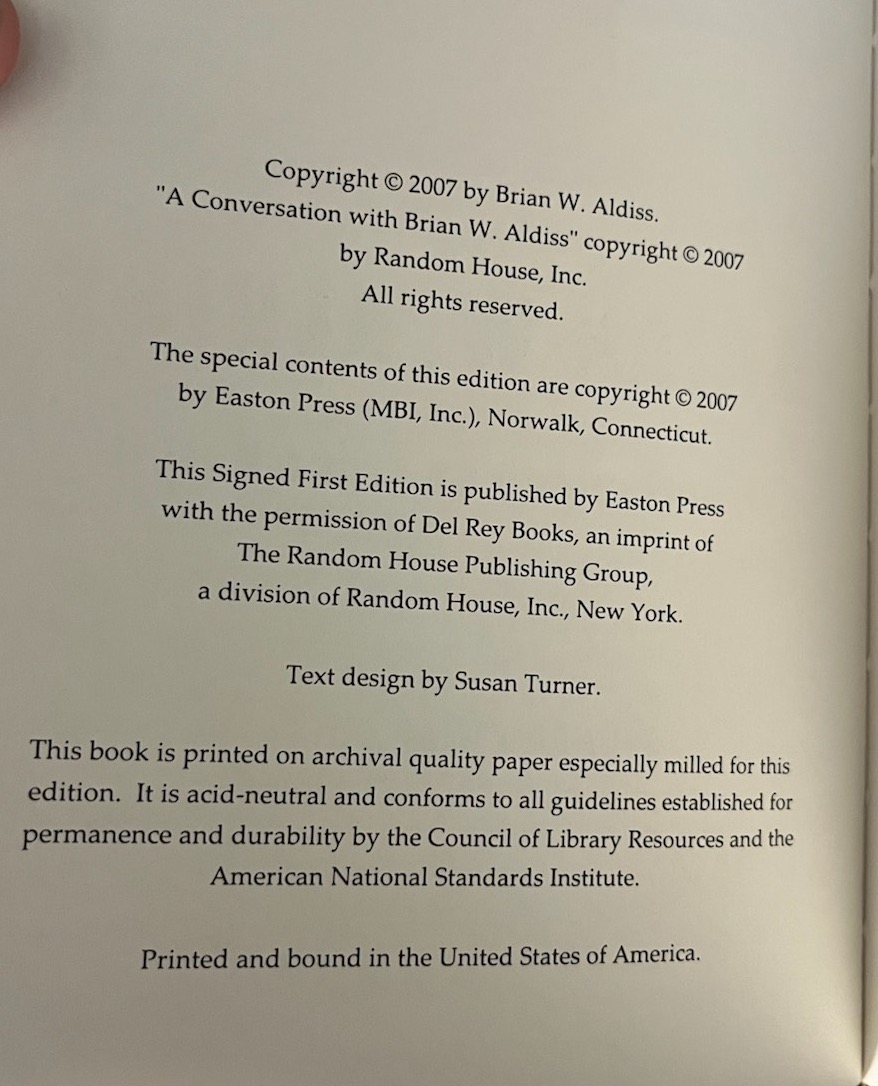 Copyright © 2007 by Brian W. Aldiss.
"A Conversation with Brian W. Aldiss" copyright © 2007
by Random House, Inc.
All rights reserved.
The special contents of this edition are copyright © 2007
by Easton Press (MBI, Inc.), Norwalk, Connecticut.
This Signed First Edition is published by Easton Press
with the permission of Del Rey Books, an imprint of
The Random House Publishing Group,
a division of Random House, Inc., New York.
Text design by Susan Turner.
This book is printed on archival quality paper especially milled for this
edition. It is acid-neutral and conforms to all guidelines established for
permanence and durability by the Council of Library Resources and the
American National Standards Institute.
Printed and bound in the United States of America.